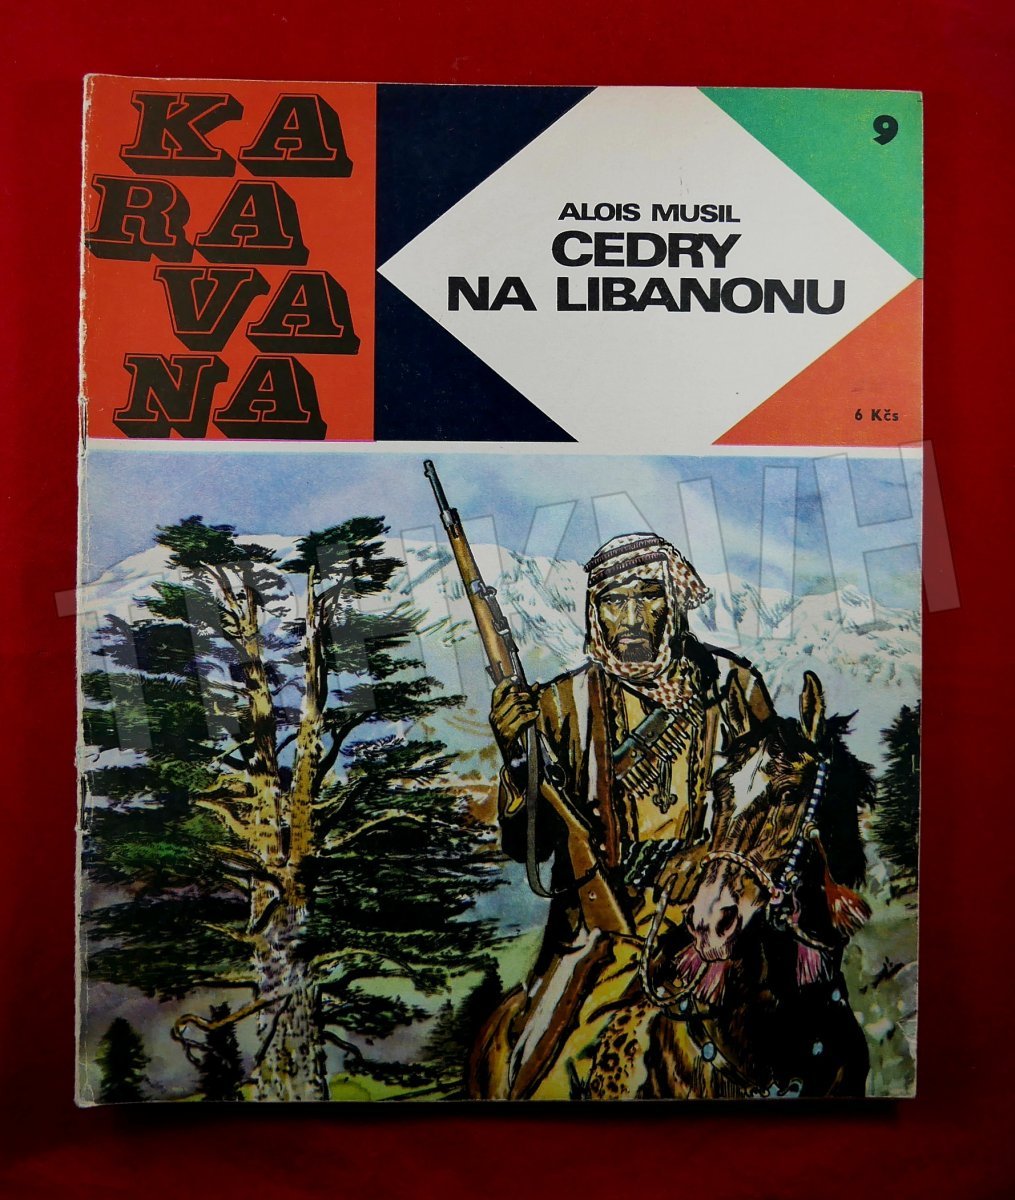 KA
RA
VA
NA
9
ALOIS MUSIL
CEDRY
NA LIBANONU
6 Kčs